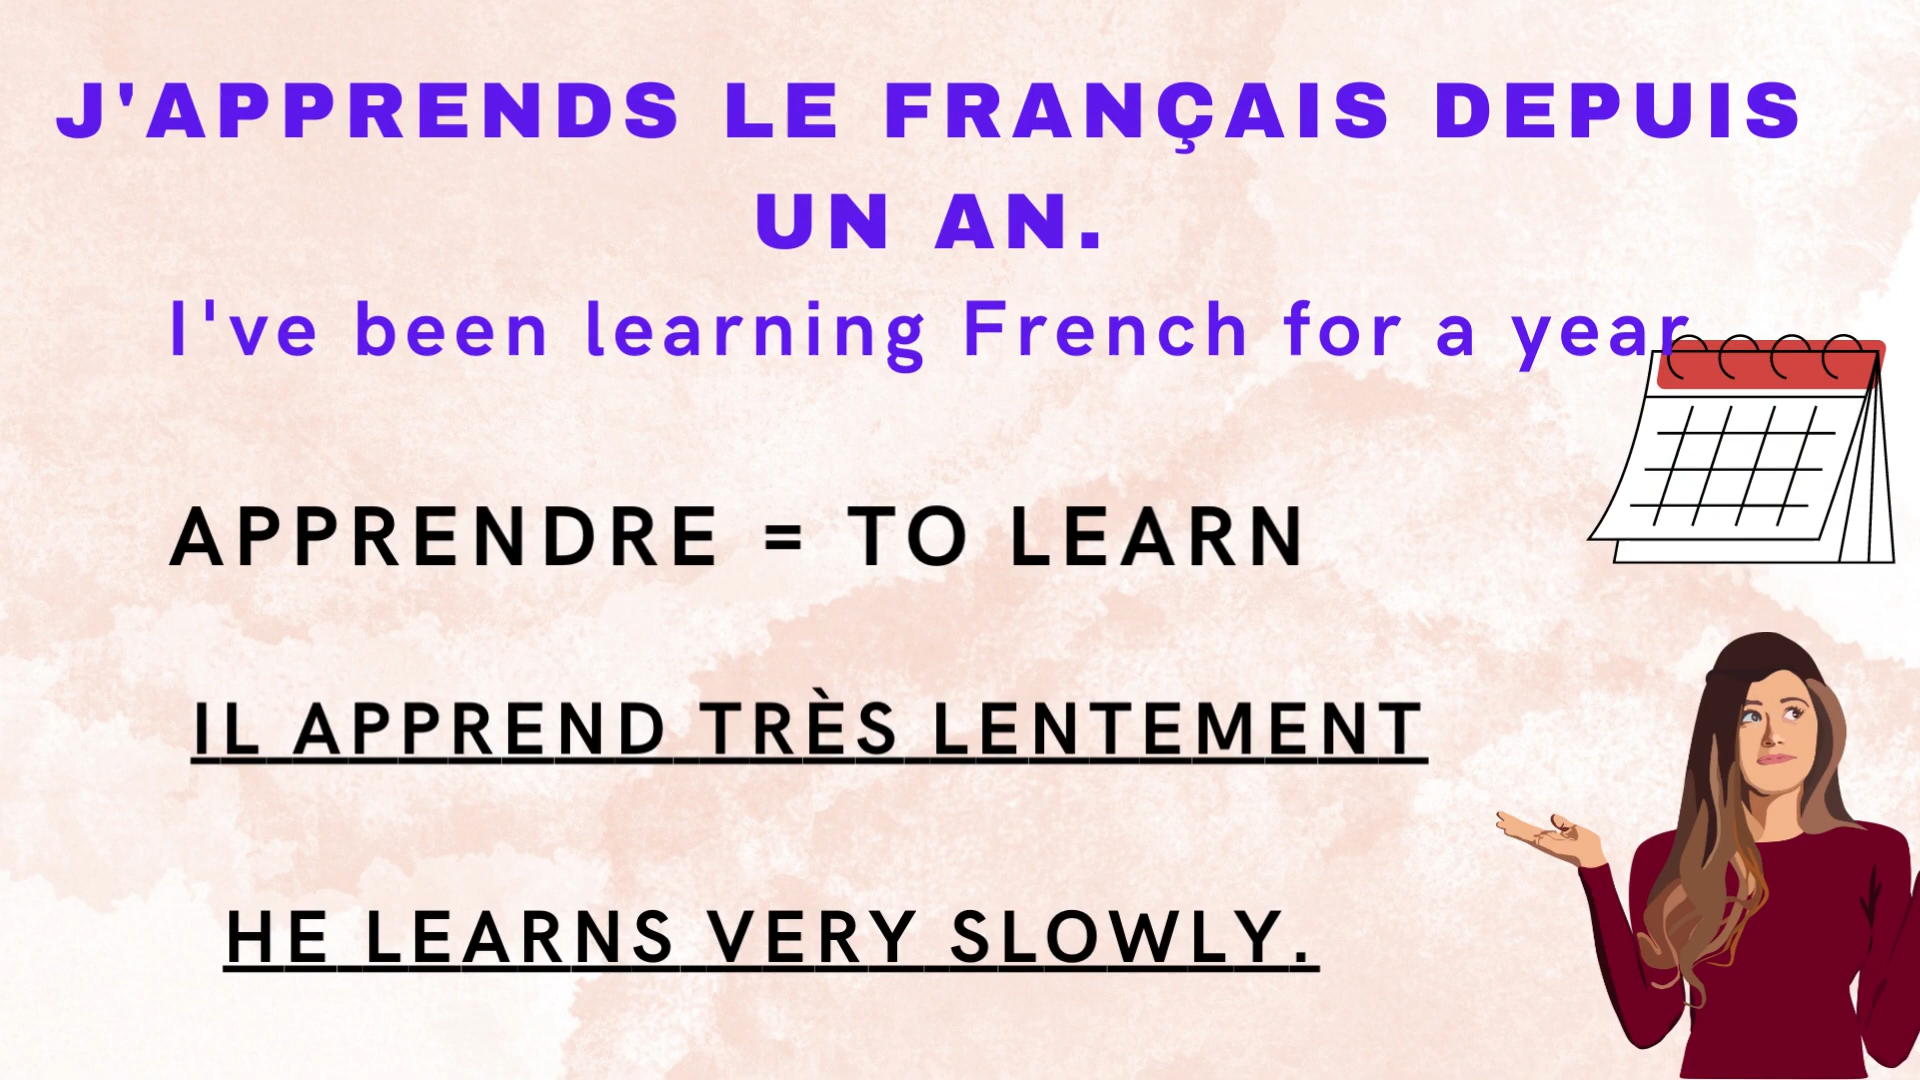 J'APPRENDS LE FRANÇAIS DEPUIS
UN AN.
I've been learning French for a year
APPRENDRE = TO LEARN
IL APPREND TRÈS LENTEMENT
HE LEARNS VERY SLOWLY.